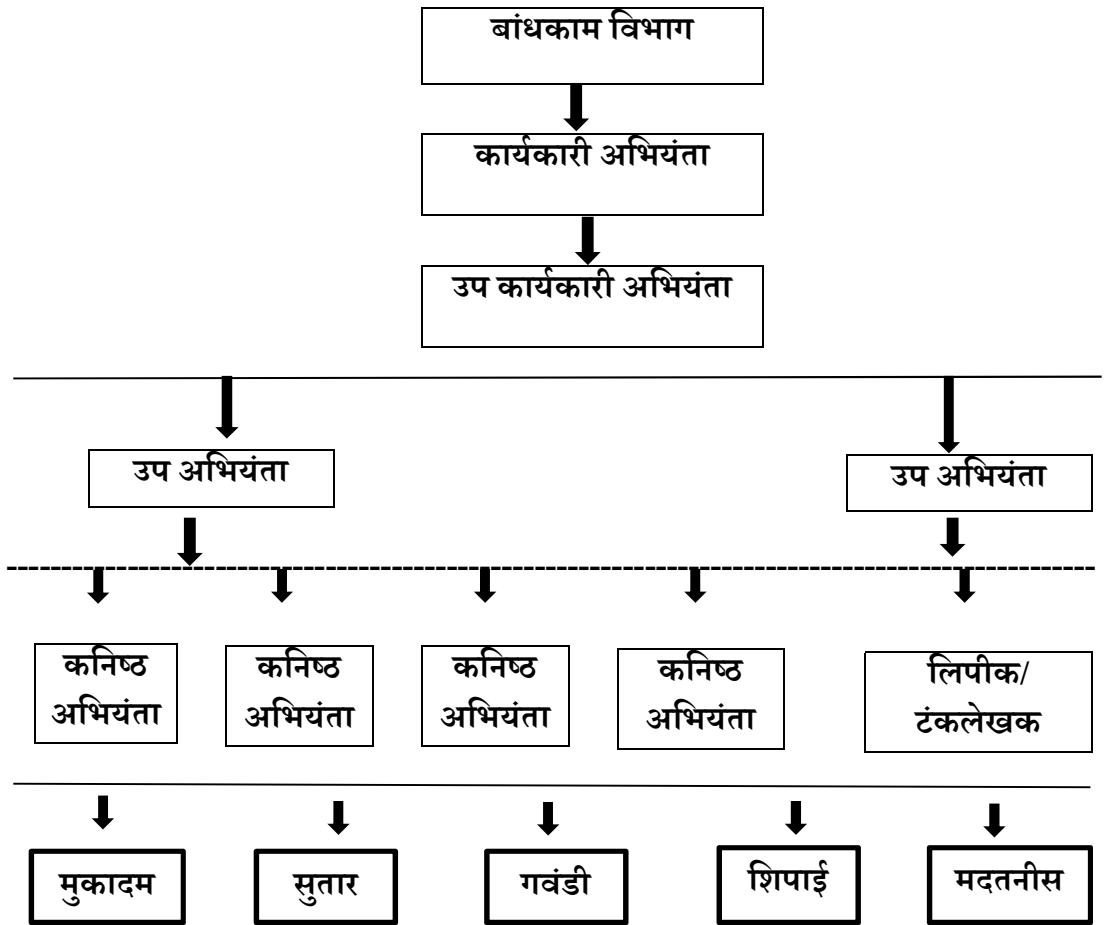 बांधकाम विभाग
कार्यकारी अभियंता
उप कार्यकारी अभियंता
उप अभियंता
उप अभियंता
कनिष्ठ
अभियंता
कनिष्ठ
अभियंता
कनिष्ठ
अभियंता
कनिष्ठ
अभियंता
लिपीक/
टंकलेखक
मुकादम
सुतार
गवंडी
शिपाई
मदतनीस